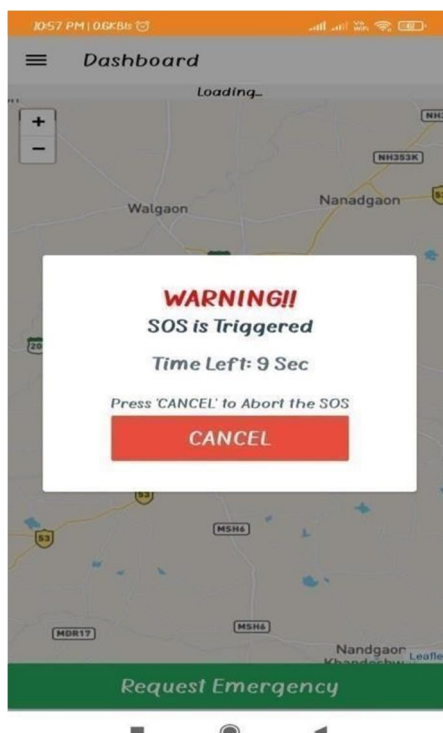 10:57 PM | 0.6KB/s
Dashboard
Loading...
+
−
NH353K
Walgaon
Nanadgaon
WARNING!!
SOS is Triggered
Time Left: 9 Sec
Press 'CANCEL' to Abort the SOS
CANCEL
53
MSH6
53
MSH6
MDR17
Nandgaon
Leafle
Request Emergency